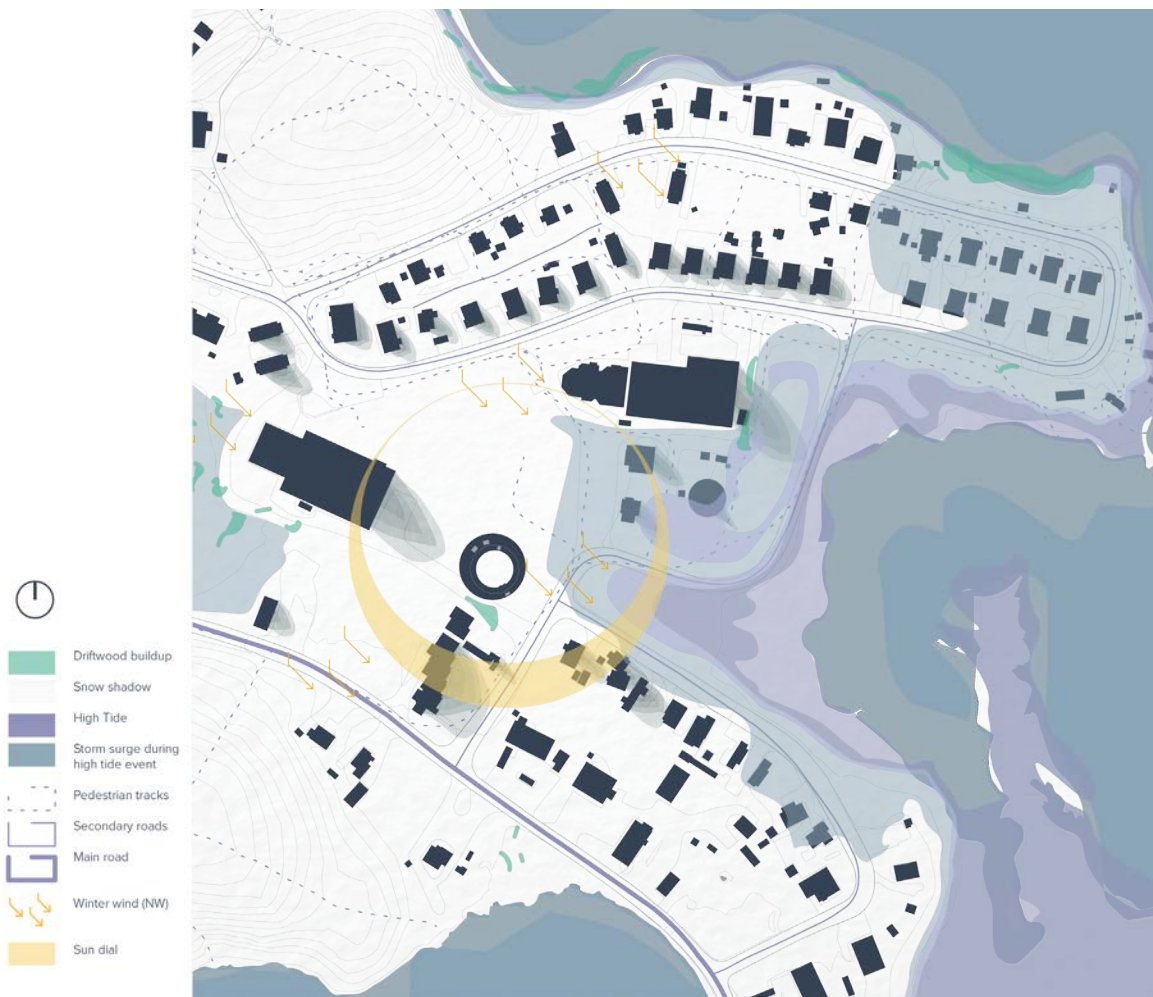 Driftwood buildup
Snow shadow
High Tide
Storm surge during
high tide event
Pedestrian tracks
Secondary roads
Main road
Winter wind (NW)
Sun dial